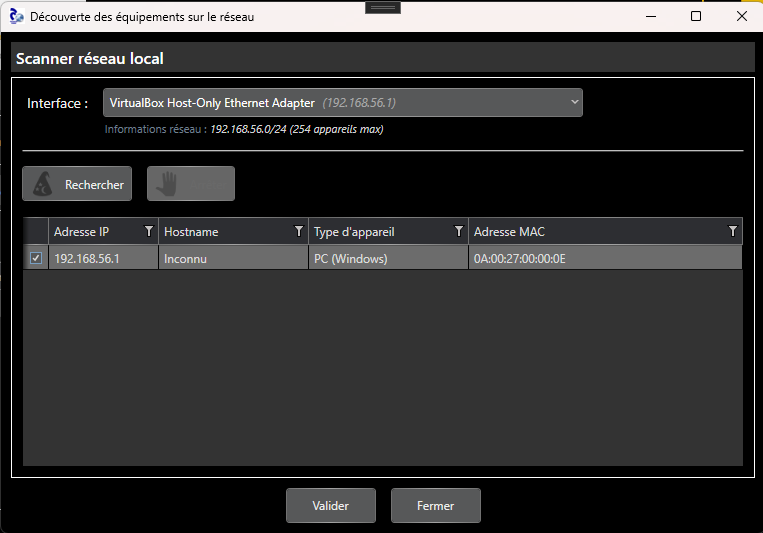 Découverte des équipements sur le réseau
Scanner réseau local
Interface : VirtualBox Host-Only Ethernet Adapter (192.168.56.1)
Informations réseau : 192.168.56.0/24 (254 appareils max)
Rechercher
Adresse IP Hostname Type d'appareil Adresse MAC
192.168.56.1 Inconnu PC (Windows) 0A:00:27:00:00:0E
Valider Fermer